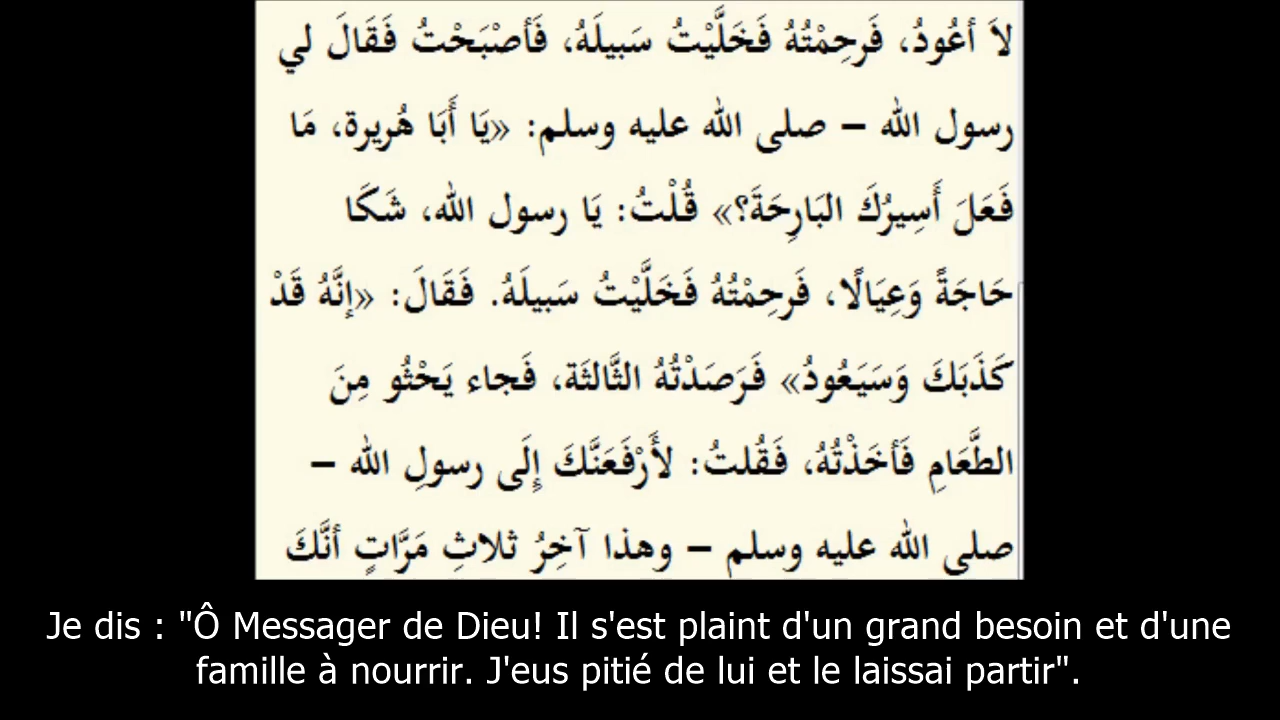 لاَ أعُودُ، فَرحِمْتُهُ فَخَلَّيْتُ سَبيلَهُ، فَأصْبَحْتُ فَقَالَ لي
رسول الله – صلى الله عليه وسلم: «يَا أَبَا هُريرة، مَا
فَعَلَ أَسِيرُكَ البَارِحَةَ؟» قُلْتُ: يَا رسول الله، شَكَا
حَاجَةً وَعِيَالًا، فَرحِمْتُهُ فَخَلَّيْتُ سَبيلَهُ. فَقَالَ: «إنَّهُ قَدْ
كَذَبَكَ وَسَيَعُودُ» فَرَصَدْتُهُ الثَّالثَة، فَجاء يَحْثُو مِنَ
الطَّعَامِ فَأخَذْتُهُ، فَقُلتُ: لأَرْفَعَنَّكَ إِلَى رسولِ الله –
صلى الله عليه وسلم – وهذا آخِرُ ثلاثِ مَرَّاتٍ أنَّكَ
Je dis : "Ô Messager de Dieu! Il s'est plaint d'un grand besoin et d'une
famille à nourrir. J'eus pitié de lui et le laissai partir".